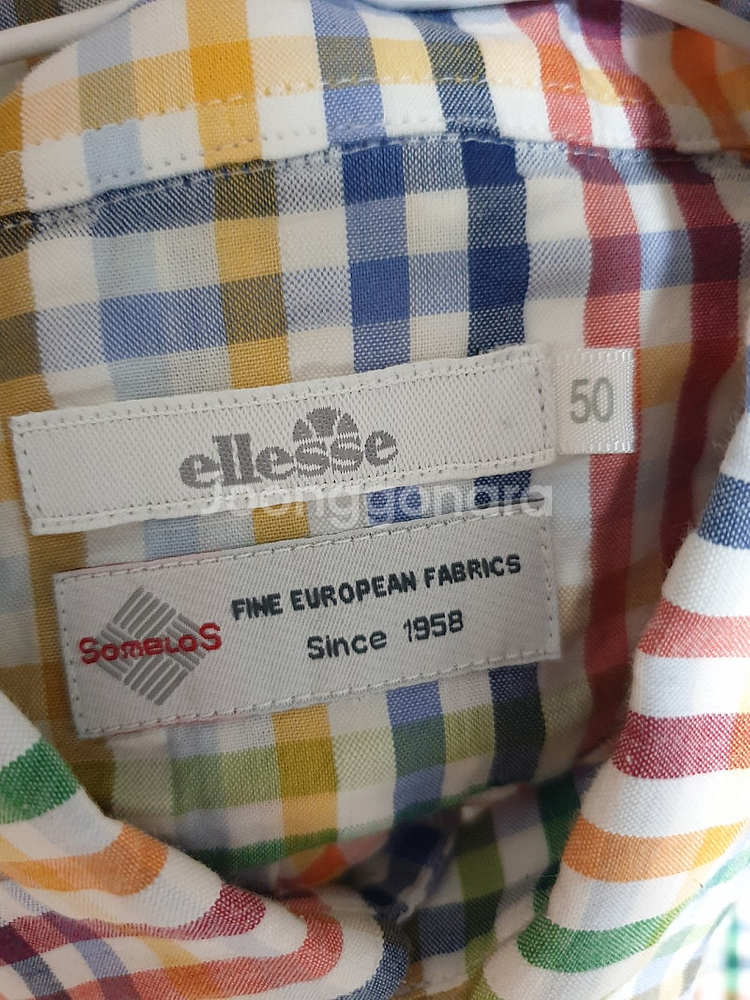 ellesse
50
Joonggonara
SomeloS
FINE EUROPEAN FABRICS
Since 1958